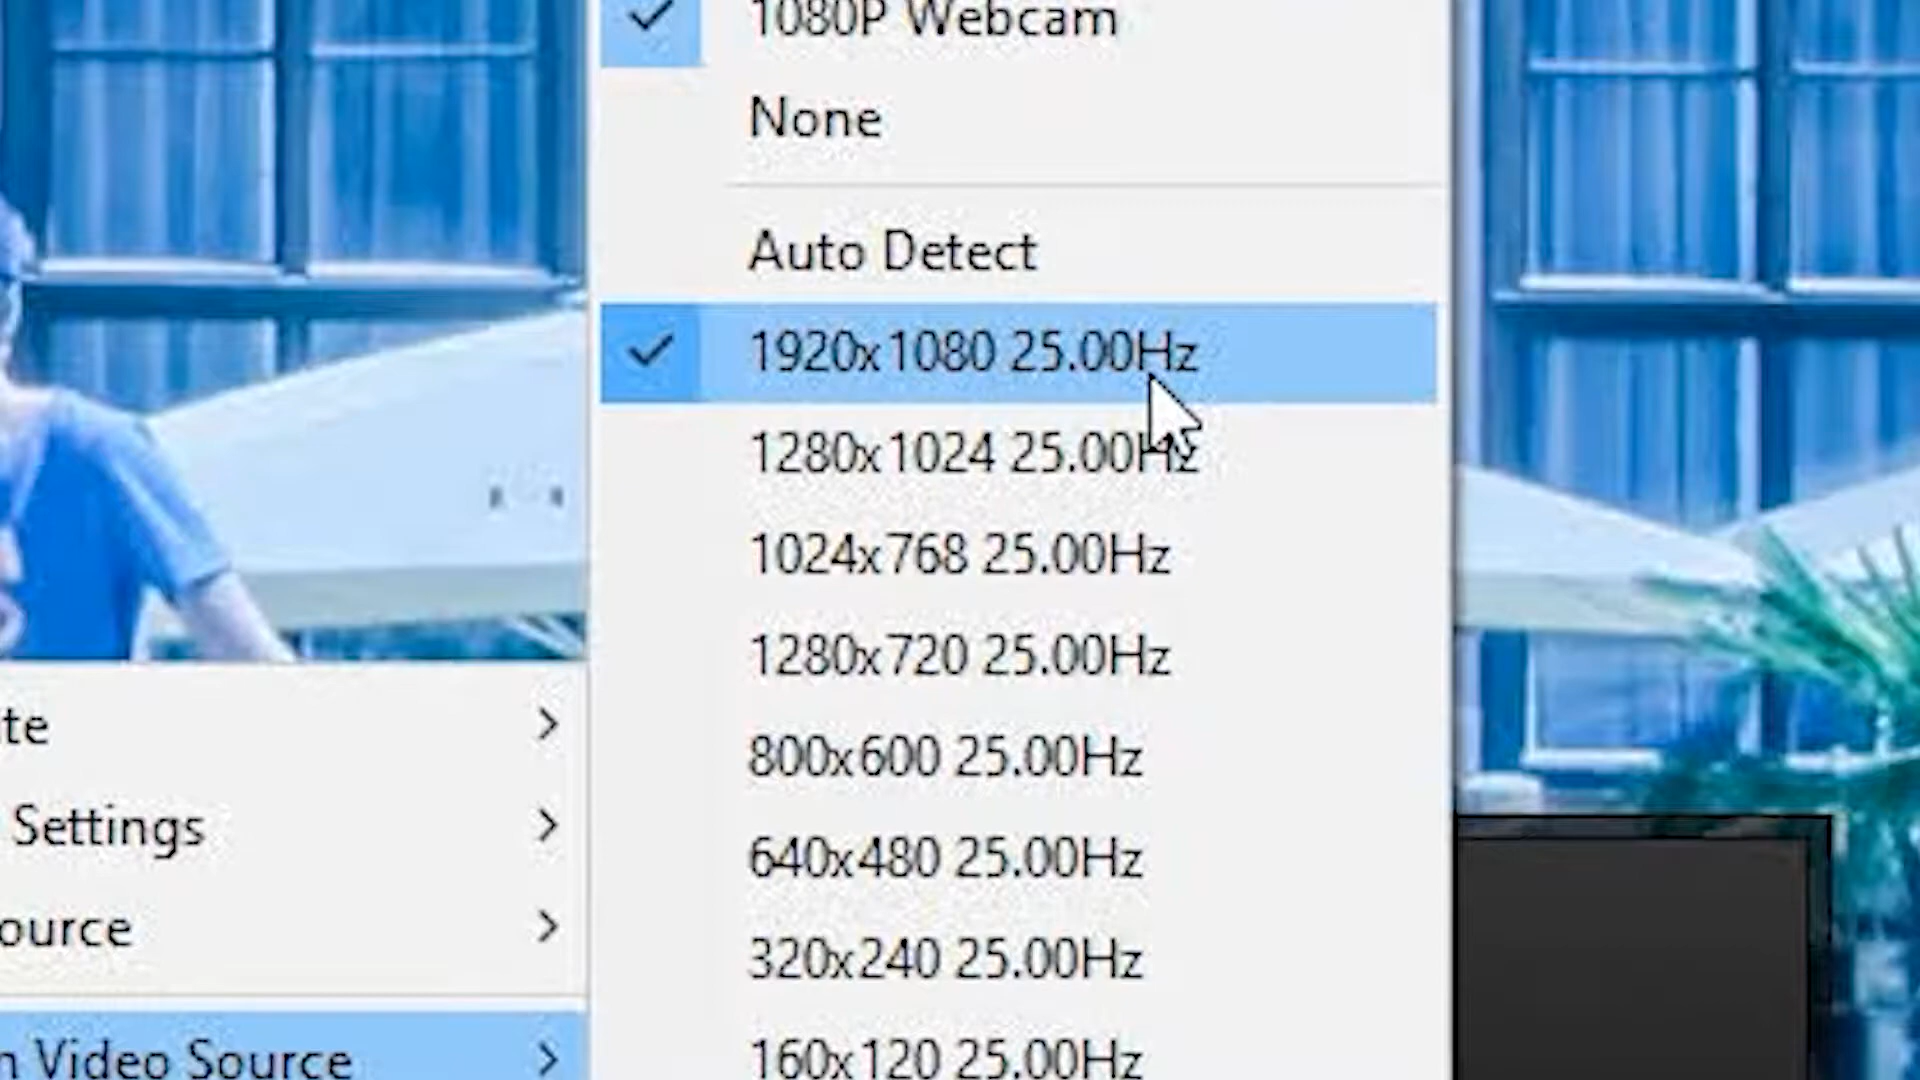 1080P Webcam
None
Auto Detect
1920x1080 25.00Hz
1280x1024 25.00Hz
1024x768 25.00Hz
1280x720 25.00Hz
800x600 25.00Hz
640x480 25.00Hz
320x240 25.00Hz
160x120 25.00Hz
te
Settings
ource
n Video Source